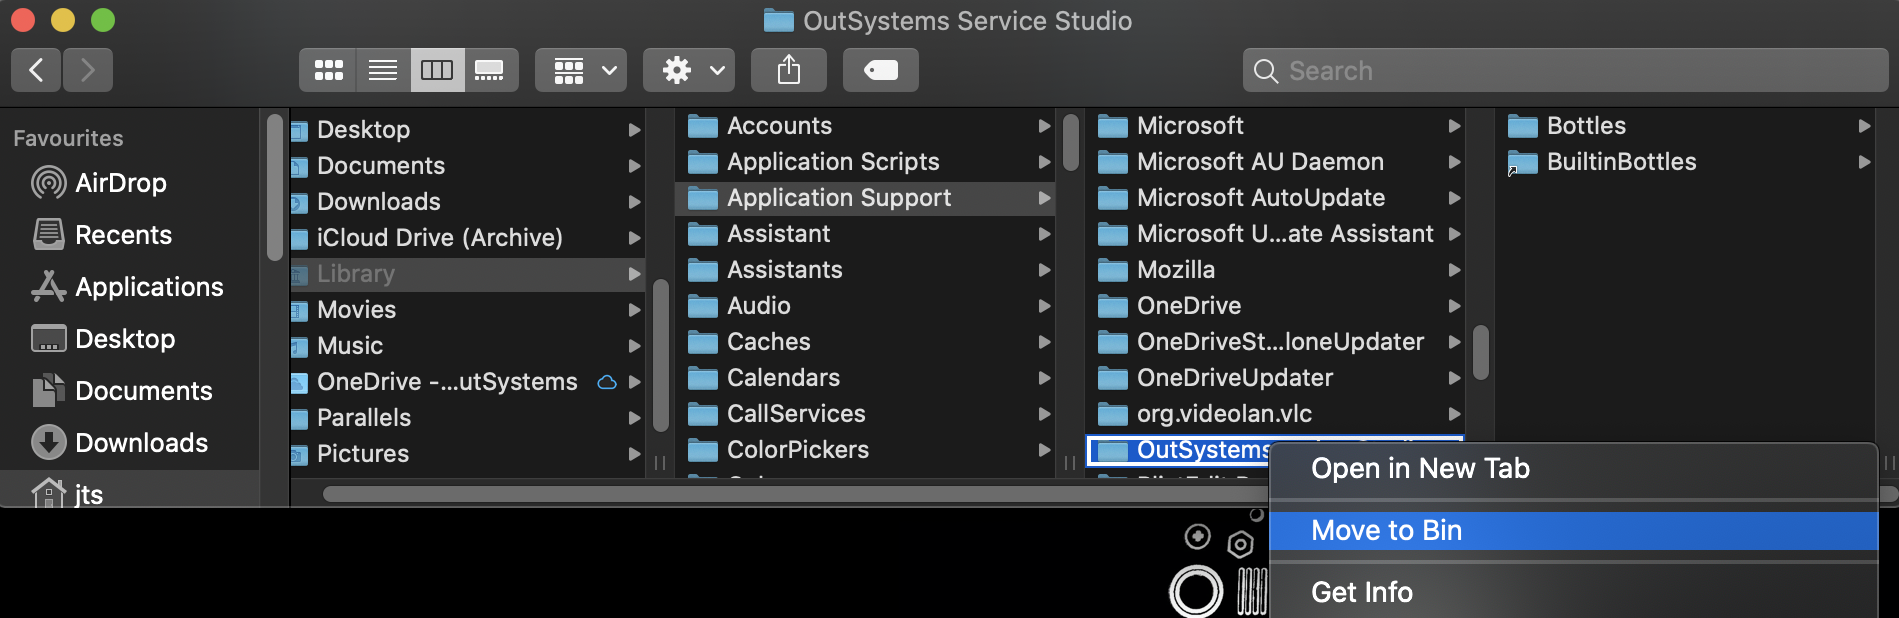 OutSystems Service Studio
Search
Favourites
AirDrop
Recents
Applications
Desktop
Documents
Downloads
jts
Desktop
Documents
Downloads
iCloud Drive (Archive)
Library
Movies
Music
OneDrive -...utSystems
Parallels
Pictures
Accounts
Application Scripts
Application Support
Assistant
Assistants
Audio
Caches
Calendars
CallServices
ColorPickers
Microsoft
Microsoft AU Daemon
Microsoft AutoUpdate
Microsoft U...ate Assistant
Mozilla
OneDrive
OneDriveSt...loneUpdater
OneDriveUpdater
org.videolan.vlc
OutSystems
Bottles
BuiltinBottles
Open in New Tab
Move to Bin
Get Info